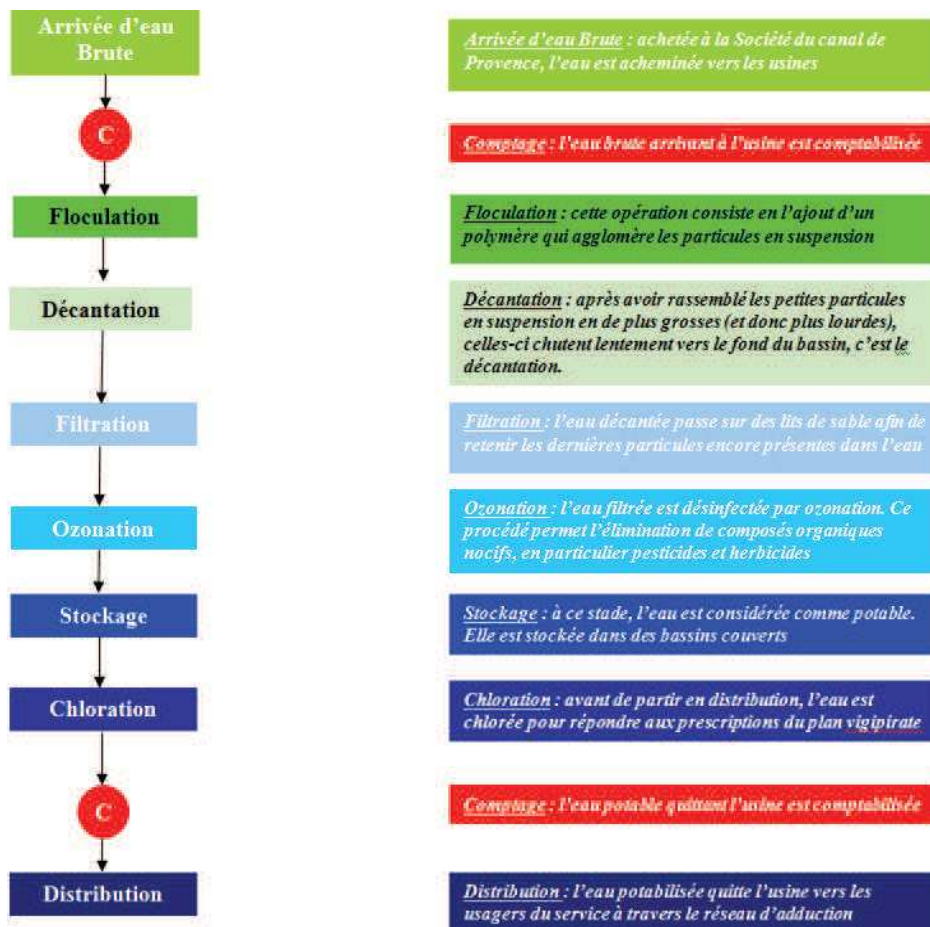 Arrivée d'eau
Brute
Arrivée d'eau Brute : achetée à la Société du canal de
Provence, l'eau est acheminée vers les usines
C
Comptage : l'eau brute arrivant à l'usine est comptabilisée
Floculation
Floculation : cette opération consiste en l'ajout d'un
polymère qui agglomère les particules en suspension
Décantation
Décantation : après avoir rassemblé les petites particules
en suspension en de plus grosses (et donc plus lourdes),
celles-ci chutent lentement vers le fond du bassin, c'est le
décantation.
Filtration
Filtration : l'eau décantée passe sur des lits de sable afin de
retenir les dernières particules encore présentes dans l'eau
Ozonation
Ozonation : l'eau filtrée est désinfectée par ozonation. Ce
procédé permet l'élimination de composés organiques
nocifs, en particulier pesticides et herbicides
Stockage
Stockage : à ce stade, l'eau est considérée comme potable.
Elle est stockée dans des bassins couverts
Chloration
Chloration : avant de partir en distribution, l'eau est
chlorée pour répondre aux prescriptions du plan vigipirate
C
Comptage : l'eau potable quittant l'usine est comptabilisée
Distribution
Distribution : l'eau potabilisée quitte l'usine vers les
usagers du service à travers le réseau d'adduction